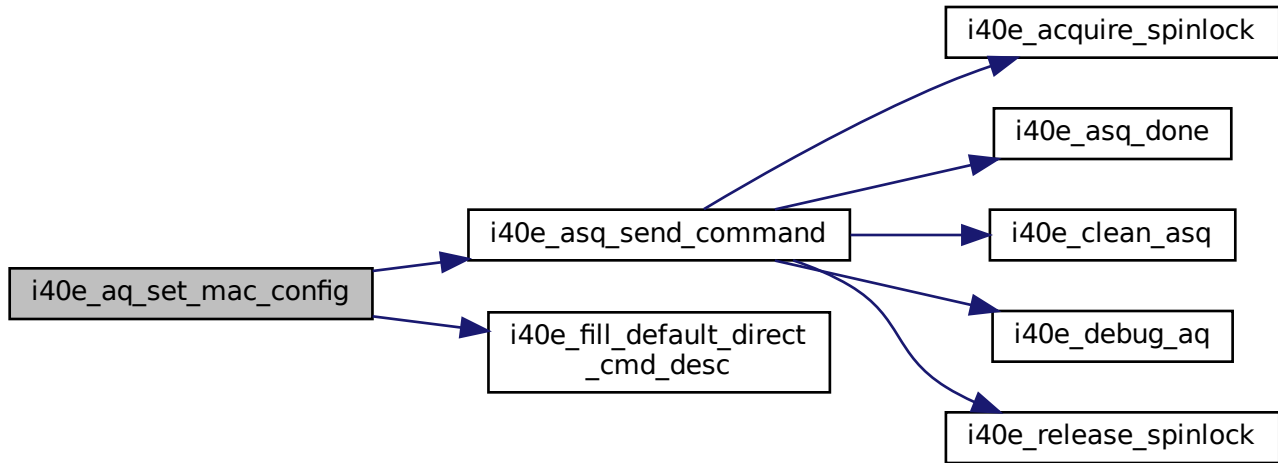 i40e_aq_set_mac_config
i40e_asq_send_command
i40e_fill_default_direct
_cmd_desc
i40e_acquire_spinlock
i40e_asq_done
i40e_clean_asq
i40e_debug_aq
i40e_release_spinlock